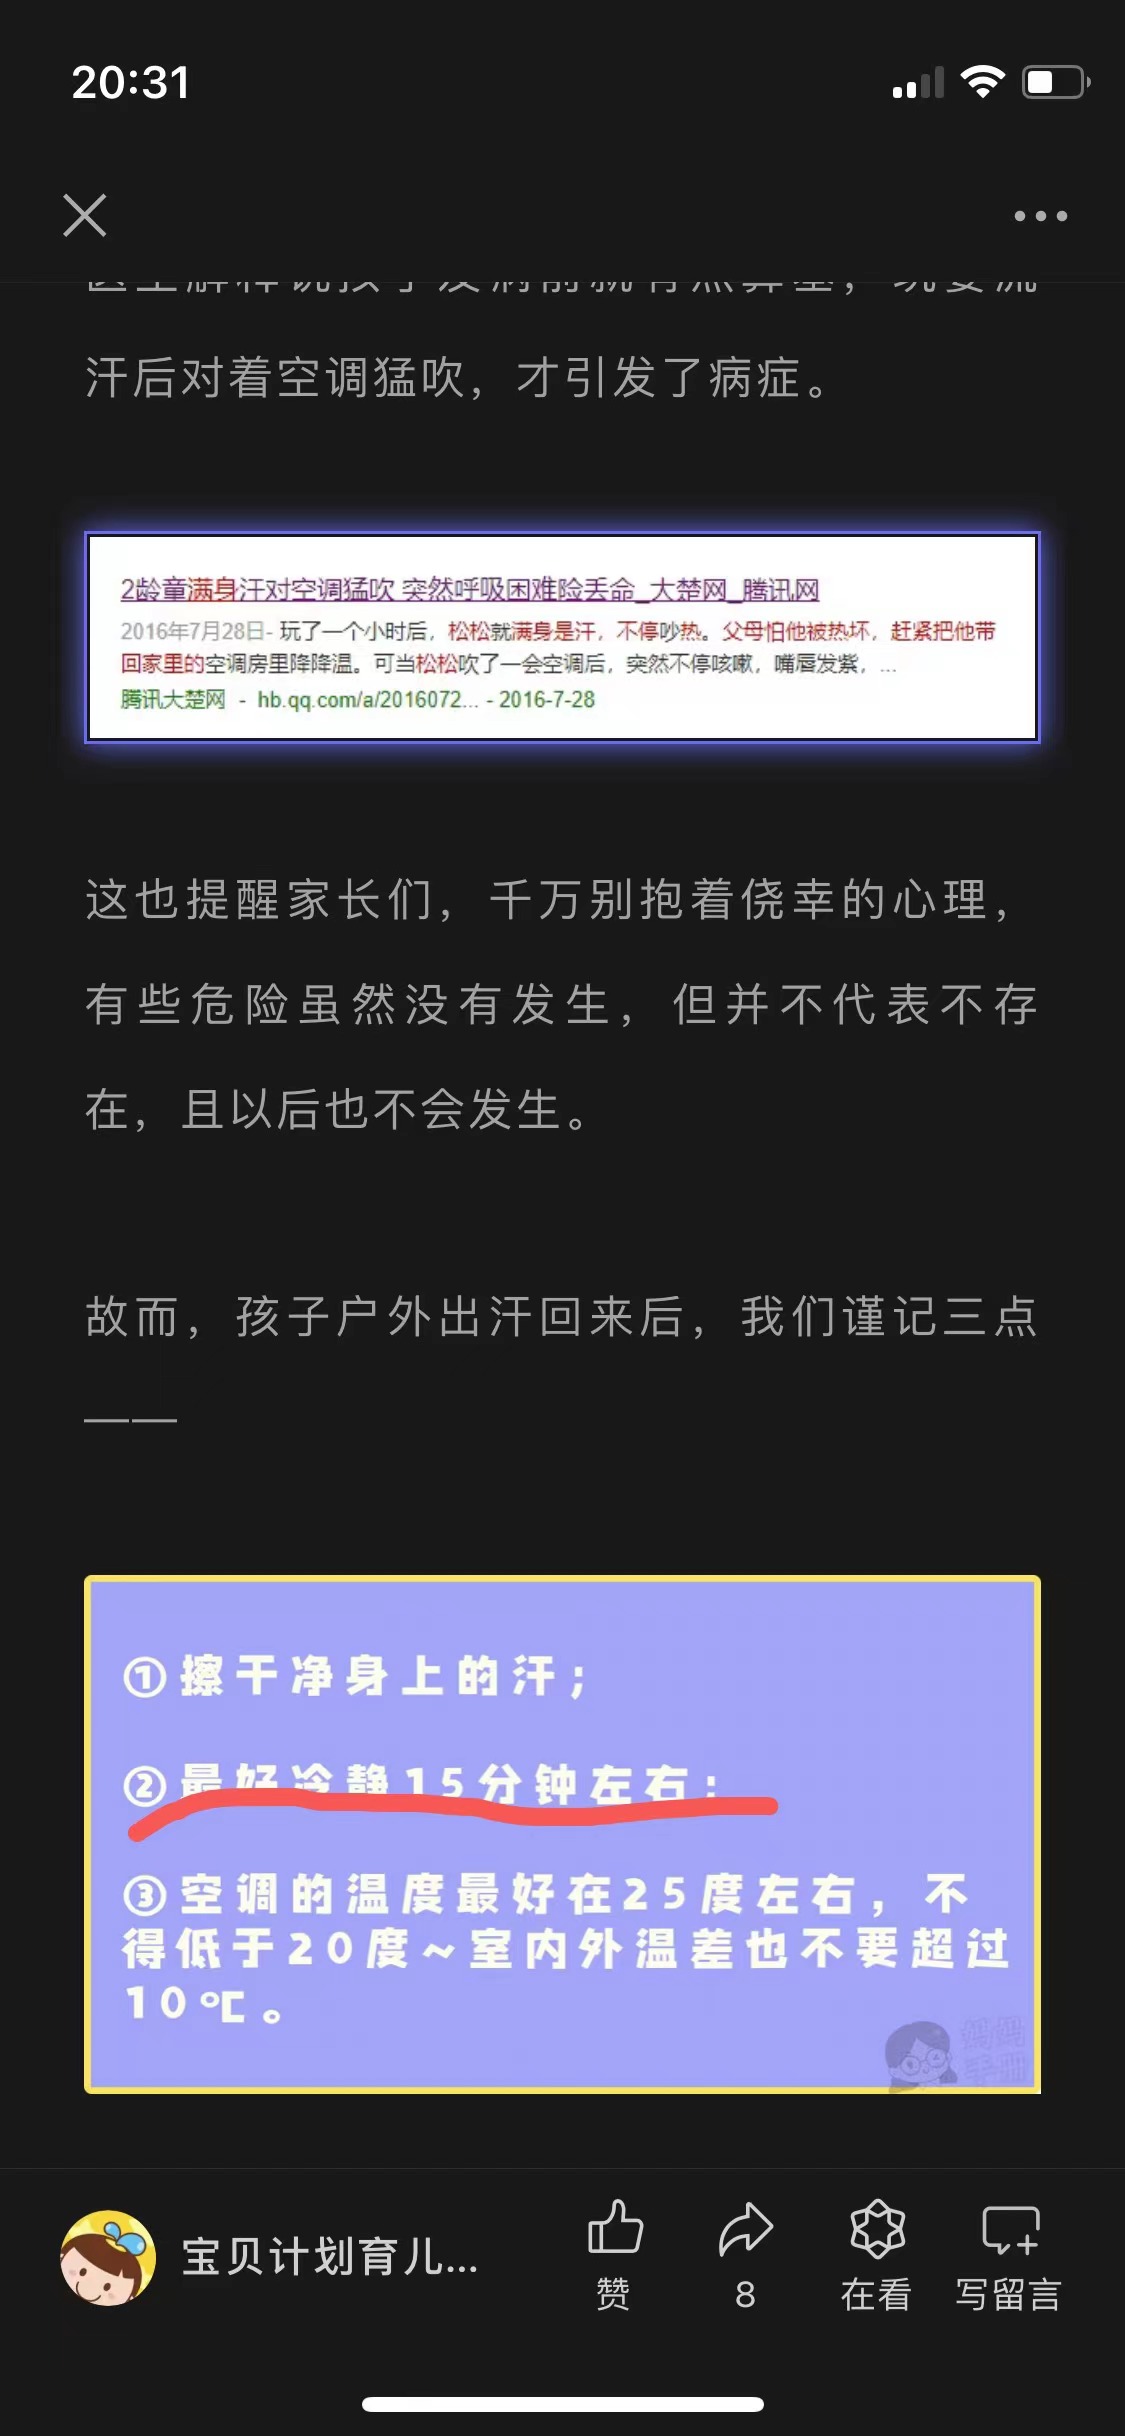 20:31
汗后对着空调猛吹，才引发了病症。
2龄童满身汗对空调猛吹 突然呼吸困难险丢命_大楚网_腾讯网
2016年7月28日- 玩了一个小时后，松松就满身是汗，不停吵热。父母怕他被热坏，赶紧把他带
回家里的空调房里降降温。可当松松吹了一会空调后，突然不停咳嗽，嘴唇发紫，...
腾讯大楚网 - hb.qq.com/a/2016072... - 2016-7-28
这也提醒家长们，千万别抱着侥幸的心理，
有些危险虽然没有发生，但并不代表不存
在，且以后也不会发生。
故而，孩子户外出汗回来后，我们谨记三点
——
①擦干净身上的汗；
②最好冷静15分钟左右；
③空调的温度最好在25度左右，不
得低于20度~室内外温差也不要超过
10℃。
妈妈
手册
宝贝计划育儿...
赞
8
在看
写留言